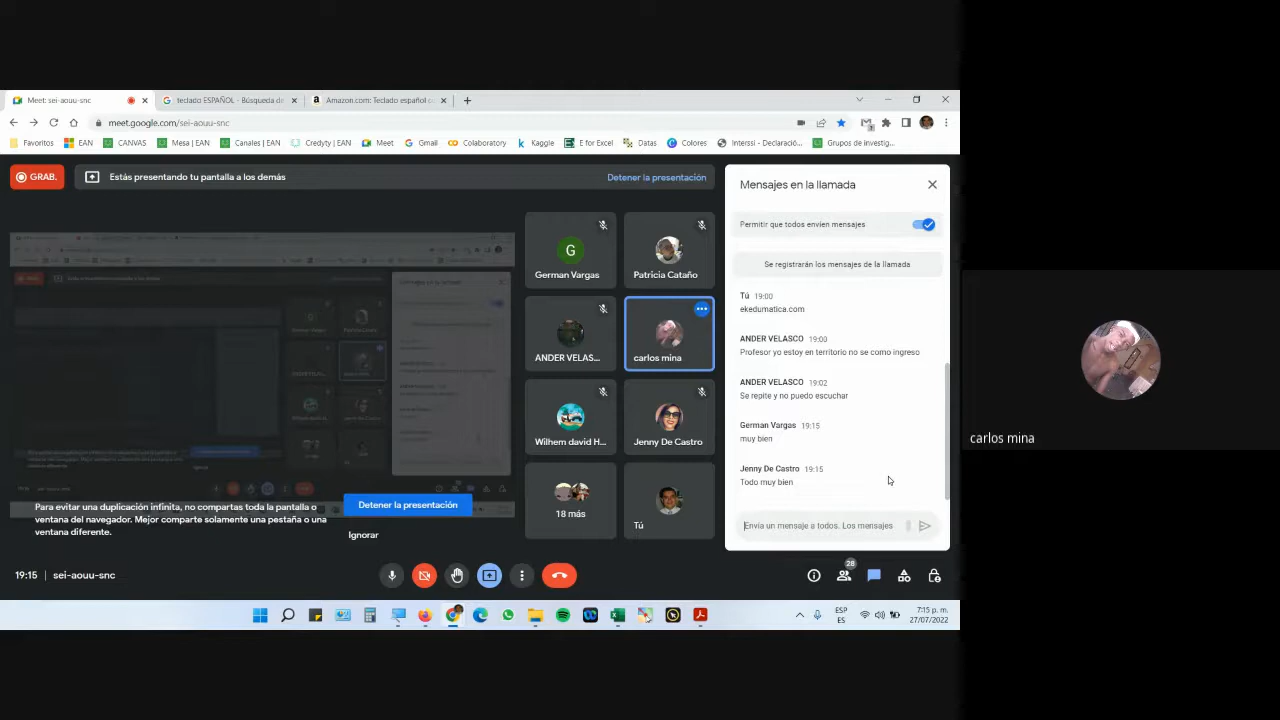 Meet: sei-aouu-snc
teclado ESPAÑOL - Búsqueda de
Amazon.com: Teclado español c
meet.google.com/sei-aouu-snc
Favoritos
EAN
CANVAS
Mesa | EAN
Canales | EAN
Credyty | EAN
Meet
Gmail
Colaboratory
Kaggle
E for Excel
Datas
Colores
Interssi - Declaració...
Grupos de investig...
GRAB.
Estás presentando tu pantalla a los demás
Detener la presentación
Para evitar una duplicación infinita, no compartas toda la pantalla o
ventana del navegador. Mejor comparte solamente una pestaña o una
ventana diferente.
Detener la presentación
Ignorar
G
German Vargas
Patricia Cataño
ANDER VELAS...
carlos mina
Wilhem david H...
Jenny De Castro
18 más
Tú
Mensajes en la llamada
Permitir que todos envíen mensajes
Se registrarán los mensajes de la llamada
Tú 19:00
ekedumatica.com
ANDER VELASCO 19:00
Profesor yo estoy en territorio no se como ingreso
ANDER VELASCO 19:02
Se repite y no puedo escuchar
German Vargas 19:15
muy bien
Jenny De Castro 19:15
Todo muy bien
Envía un mensaje a todos. Los mensajes
19:15 | sei-aouu-snc
28
ESP
ES
7:15 p. m.
27/07/2022
carlos mina